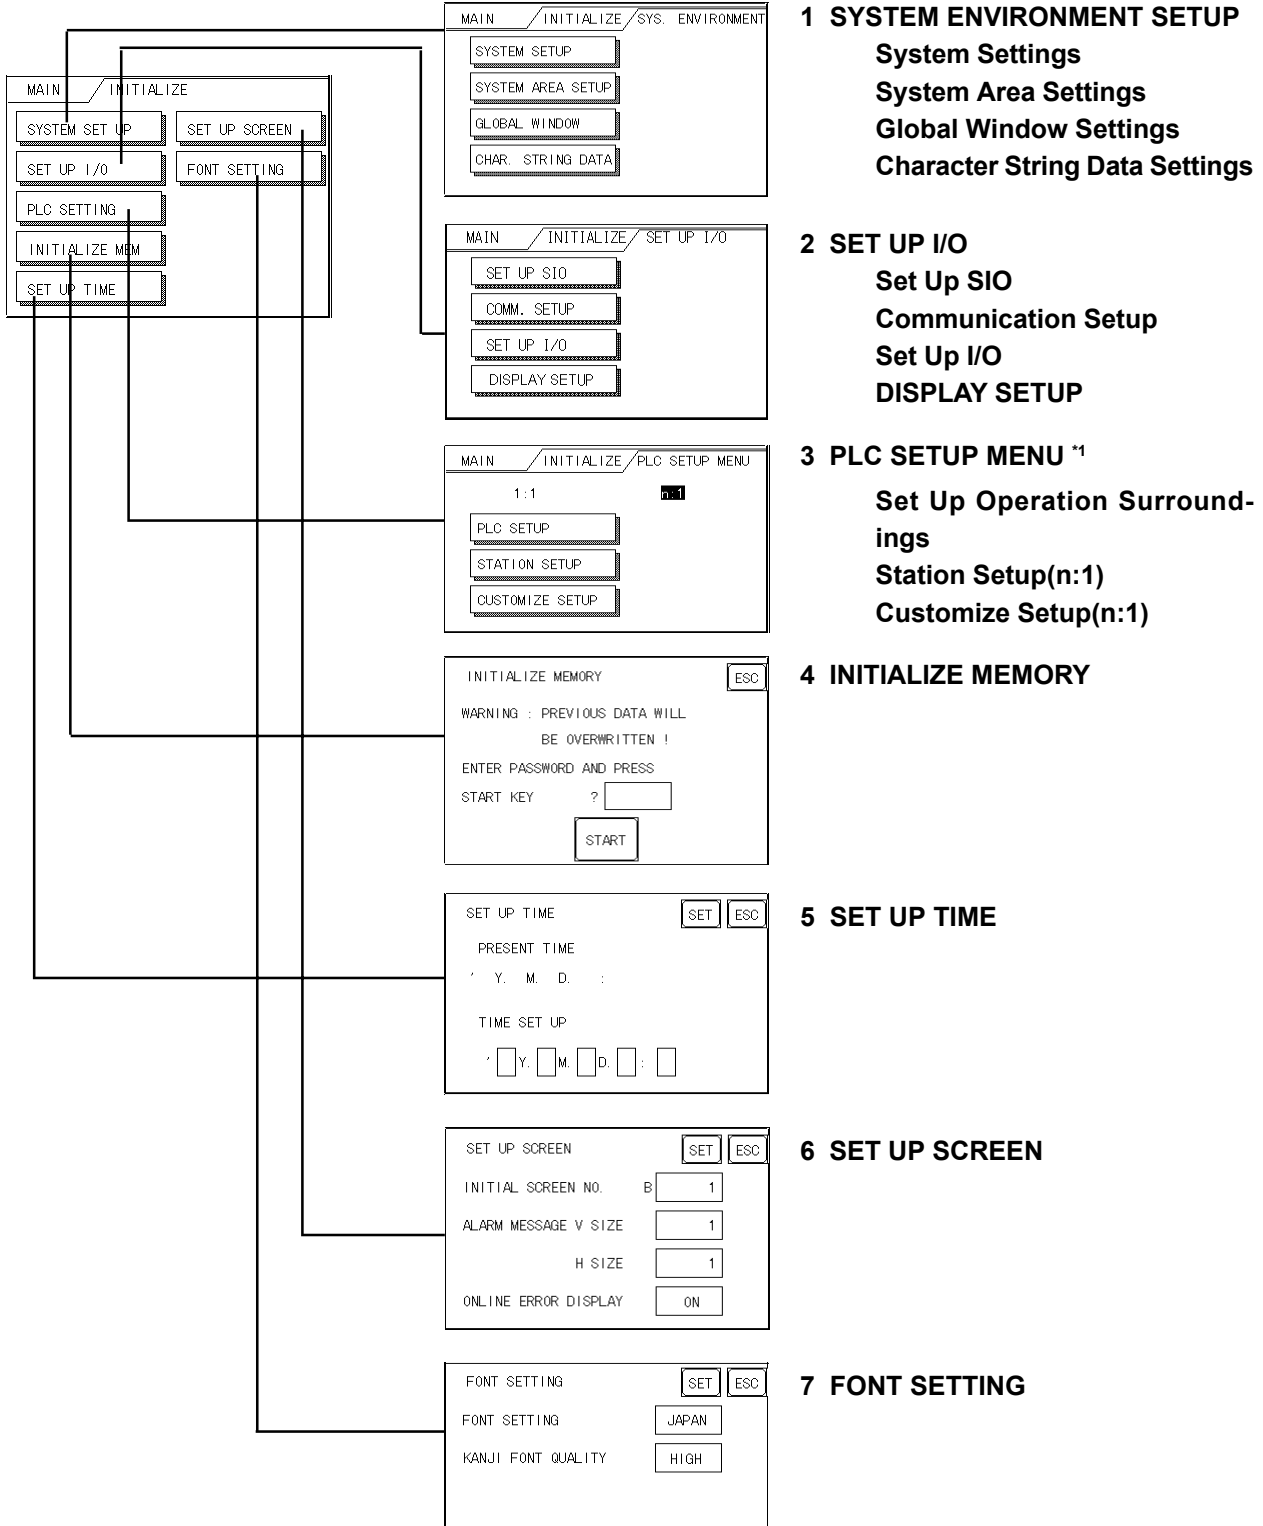 MAIN INITIALIZE
SYSTEM SET UP SET UP SCREEN
SET UP I/O FONT SETTING
PLC SETTING
INITIALIZE MEM
SET UP TIME
MAIN INITIALIZE SYS. ENVIRONMENT
SYSTEM SETUP
SYSTEM AREA SETUP
GLOBAL WINDOW
CHAR. STRING DATA
1 SYSTEM ENVIRONMENT SETUP
System Settings
System Area Settings
Global Window Settings
Character String Data Settings
MAIN INITIALIZE SET UP I/O
SET UP SIO
COMM. SETUP
SET UP I/O
DISPLAY SETUP
2 SET UP I/O
Set Up SIO
Communication Setup
Set Up I/O
DISPLAY SETUP
MAIN INITIALIZE PLC SETUP MENU
1:1 n:1
PLC SETUP
STATION SETUP
CUSTOMIZE SETUP
3 PLC SETUP MENU *1
Set Up Operation Surround-
ings
Station Setup(n:1)
Customize Setup(n:1)
INITIALIZE MEMORY ESC
WARNING : PREVIOUS DATA WILL
BE OVERWRITTEN !
ENTER PASSWORD AND PRESS
START KEY ?
START
4 INITIALIZE MEMORY
SET UP TIME SET ESC
PRESENT TIME
' Y. M. D. :
TIME SET UP
' Y. M. D. :
5 SET UP TIME
SET UP SCREEN SET ESC
INITIAL SCREEN NO. B 1
ALARM MESSAGE V SIZE 1
H SIZE 1
ONLINE ERROR DISPLAY ON
6 SET UP SCREEN
FONT SETTING SET ESC
FONT SETTING JAPAN
KANJI FONT QUALITY HIGH
7 FONT SETTING